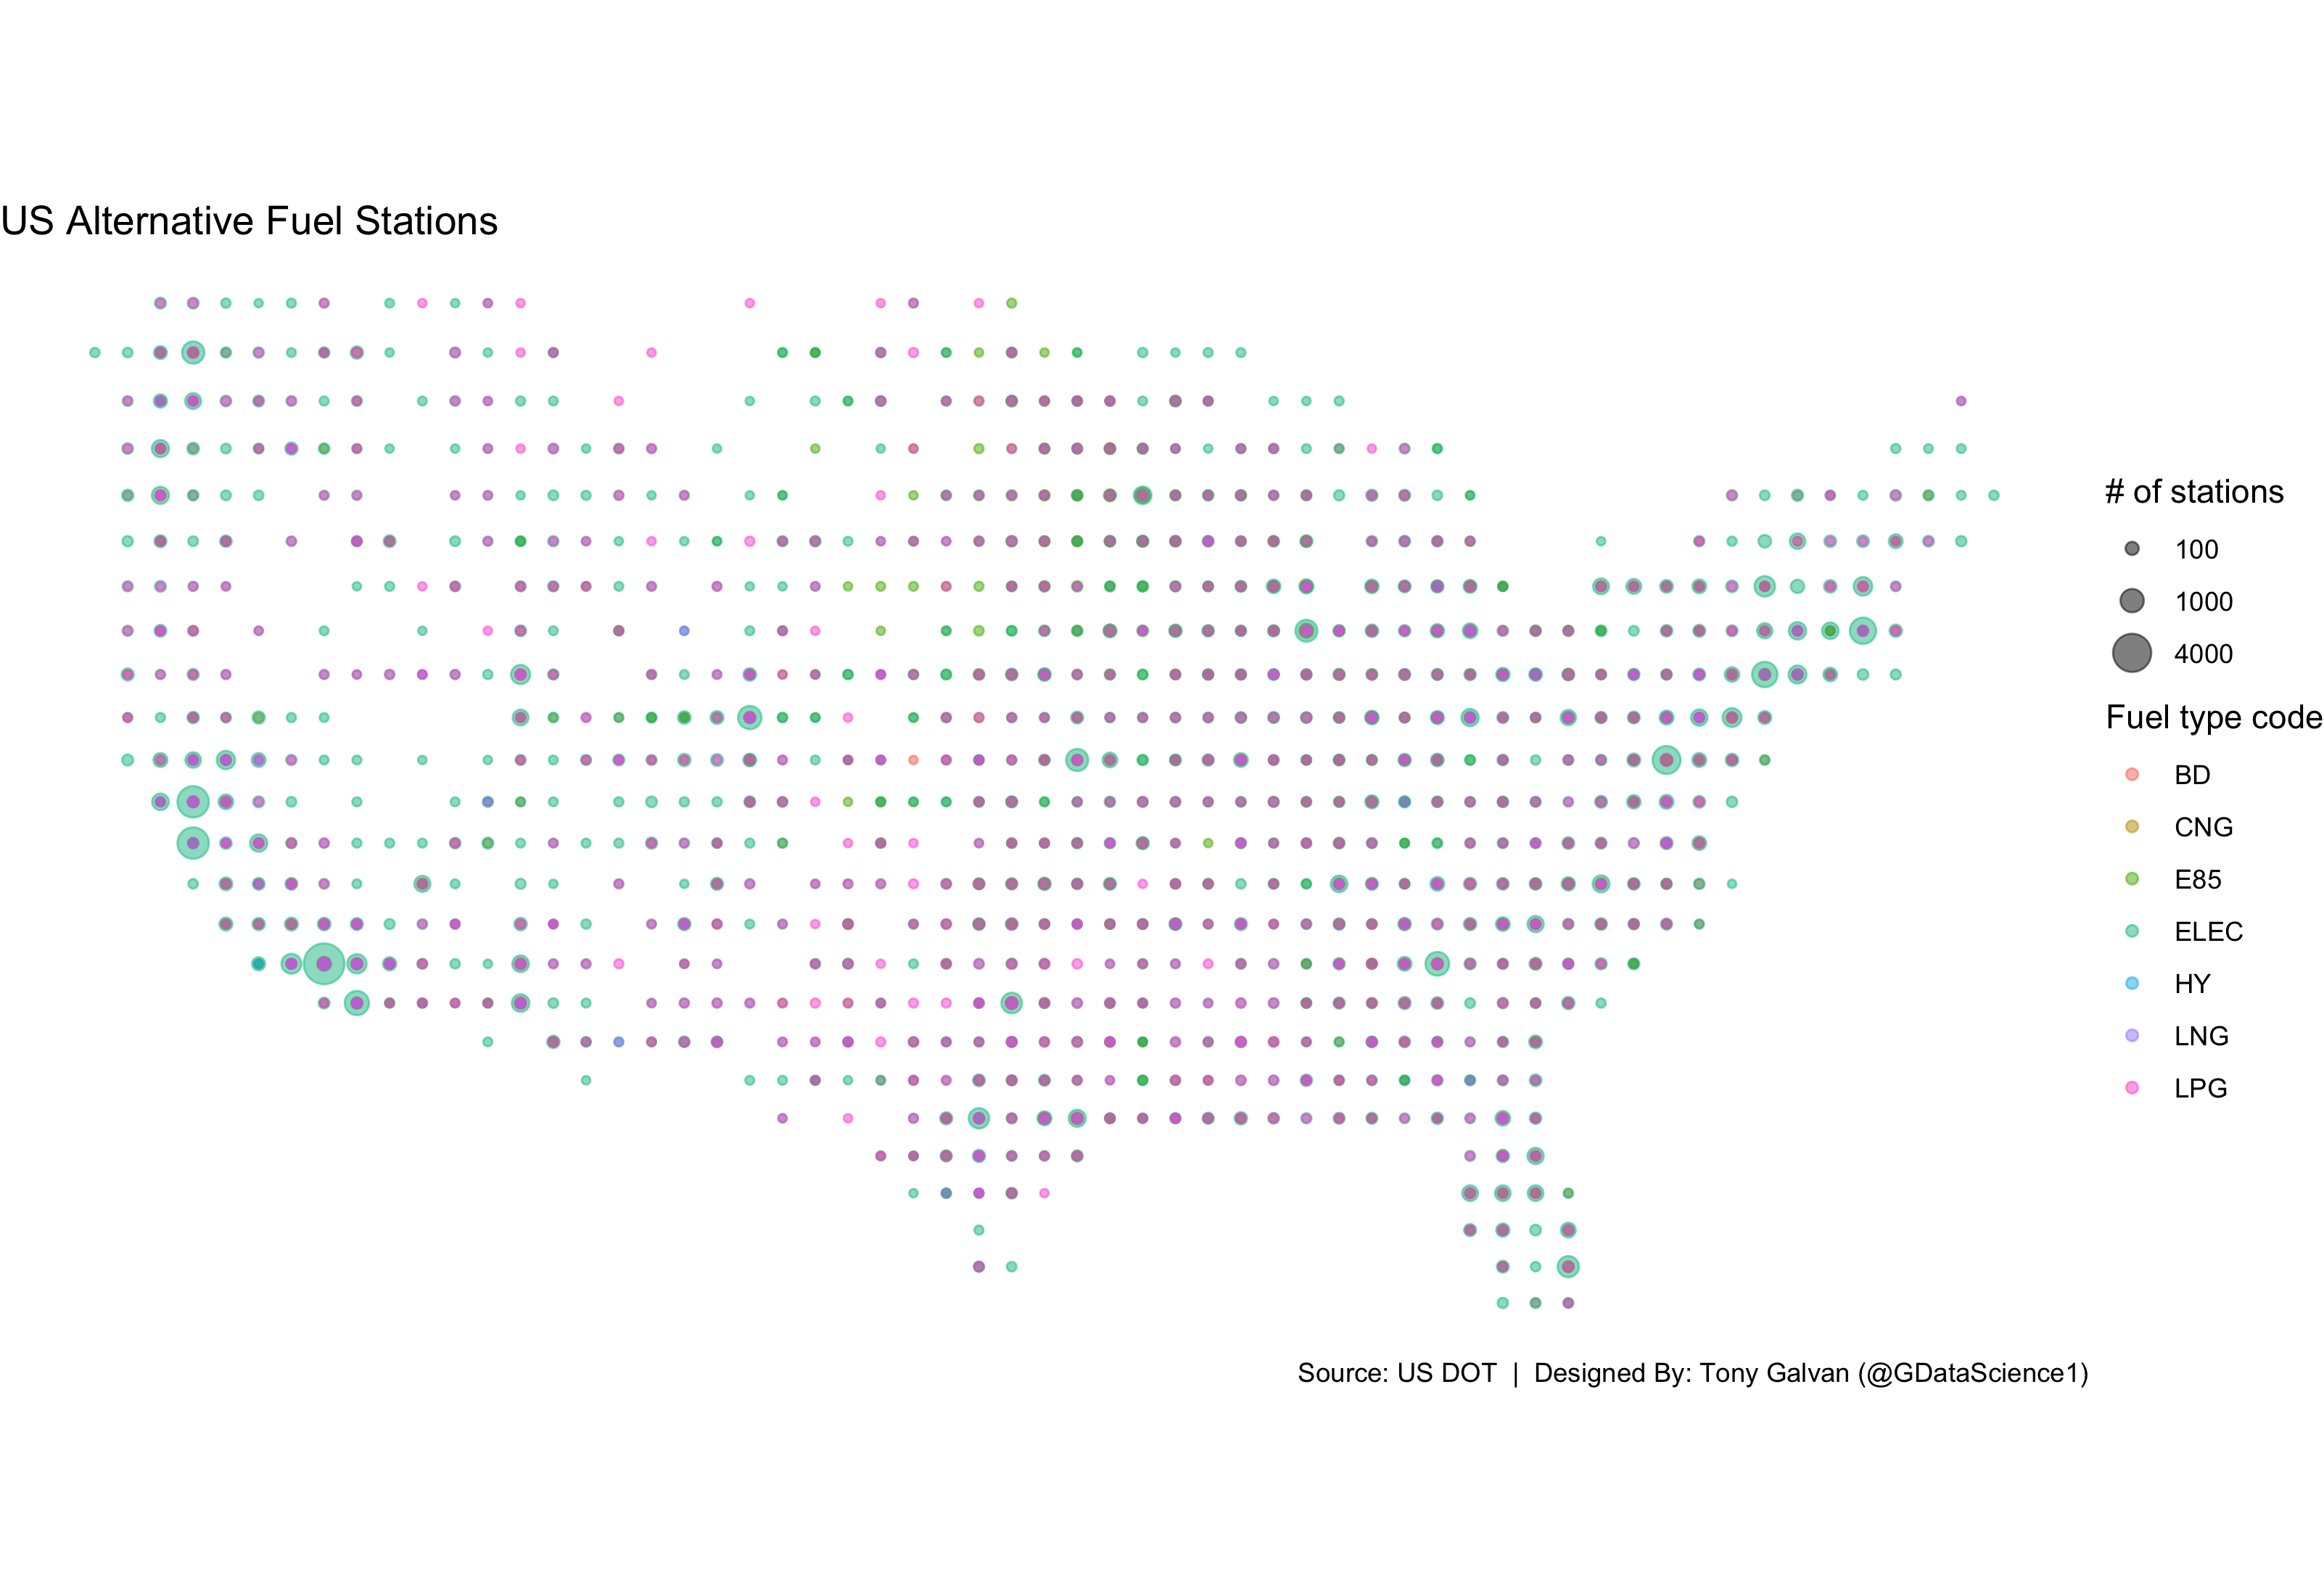 US Alternative Fuel Stations
# of stations
100
1000
4000
Fuel type code
BD
CNG
E85
ELEC
HY
LNG
LPG
Source: US DOT | Designed By: Tony Galvan (@GDataScience1)